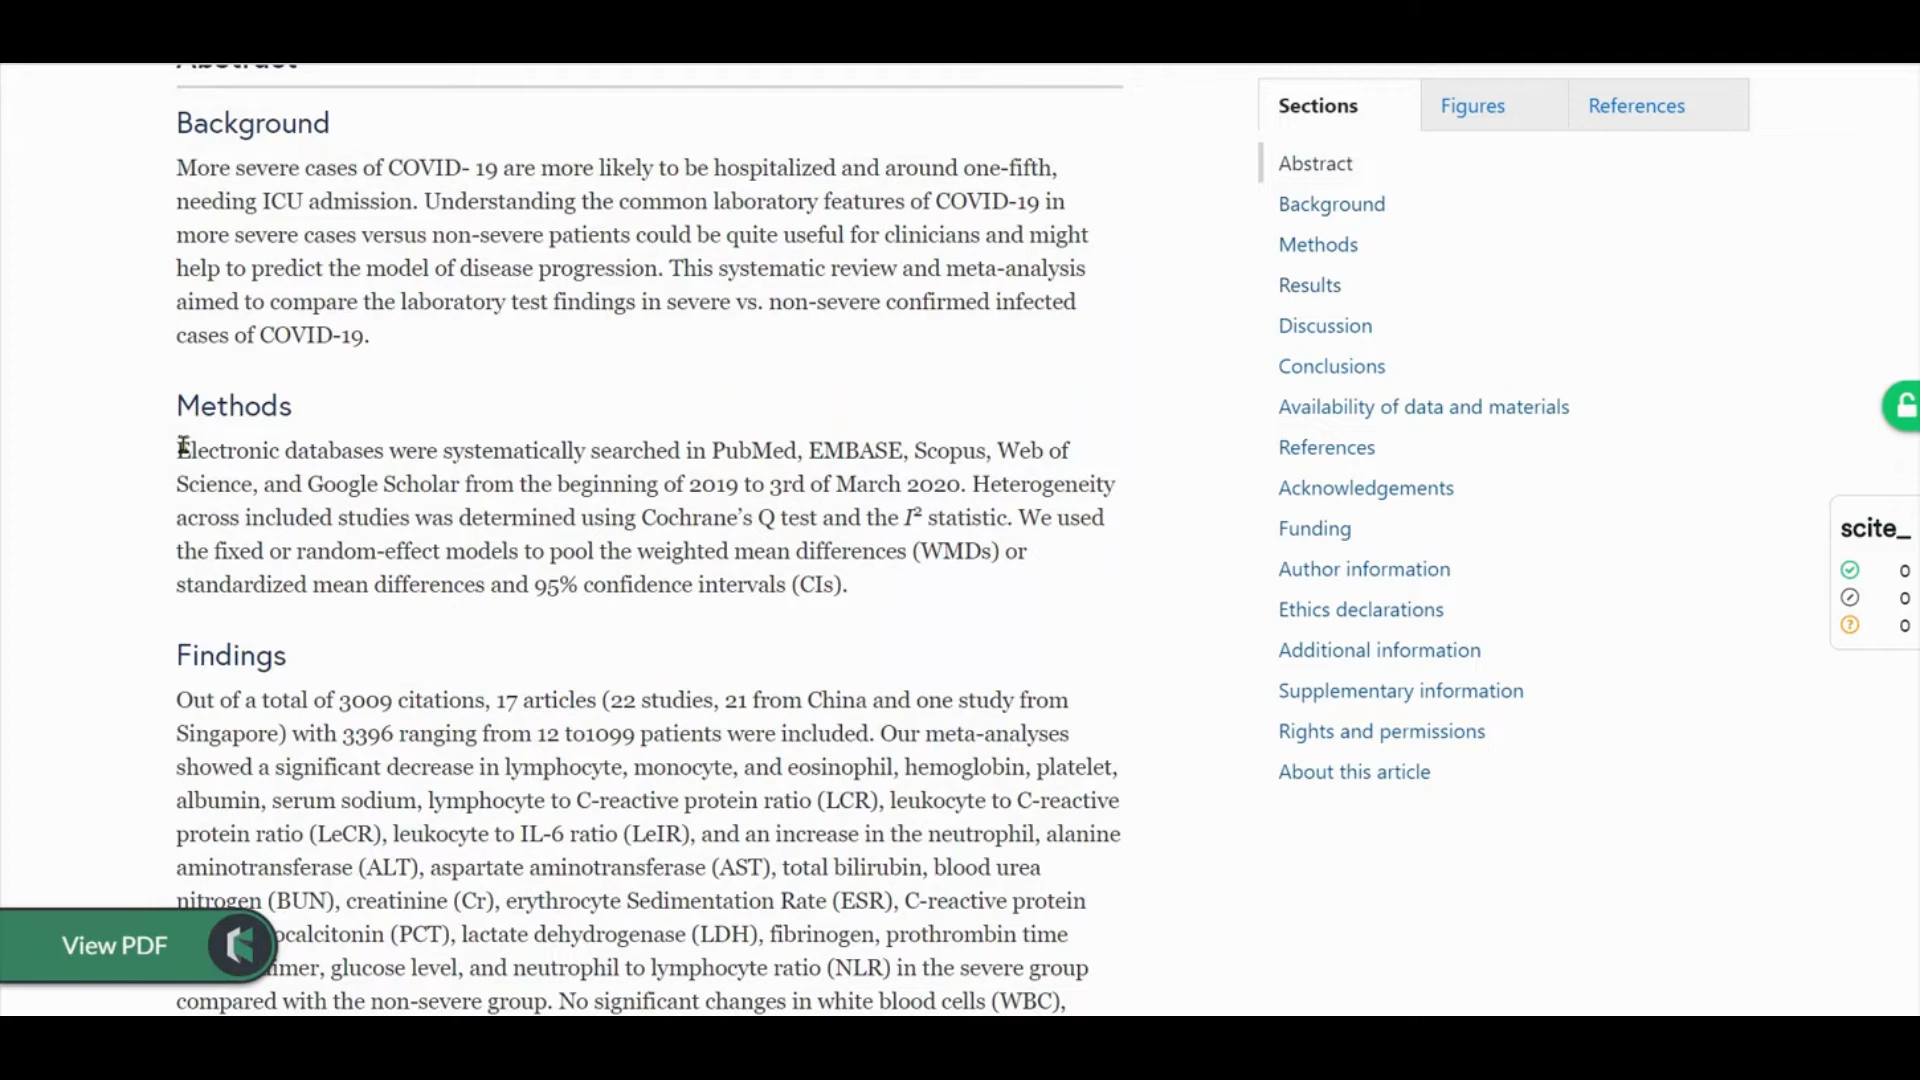 Abstract
Background
More severe cases of COVID- 19 are more likely to be hospitalized and around one-fifth,
needing ICU admission. Understanding the common laboratory features of COVID-19 in
more severe cases versus non-severe patients could be quite useful for clinicians and might
help to predict the model of disease progression. This systematic review and meta-analysis
aimed to compare the laboratory test findings in severe vs. non-severe confirmed infected
cases of COVID-19.
Methods
Electronic databases were systematically searched in PubMed, EMBASE, Scopus, Web of
Science, and Google Scholar from the beginning of 2019 to 3rd of March 2020. Heterogeneity
across included studies was determined using Cochrane’s Q test and the I² statistic. We used
the fixed or random-effect models to pool the weighted mean differences (WMDs) or
standardized mean differences and 95% confidence intervals (CIs).
Findings
Out of a total of 3009 citations, 17 articles (22 studies, 21 from China and one study from
Singapore) with 3396 ranging from 12 to1099 patients were included. Our meta-analyses
showed a significant decrease in lymphocyte, monocyte, and eosinophil, hemoglobin, platelet,
albumin, serum sodium, lymphocyte to C-reactive protein ratio (LCR), leukocyte to C-reactive
protein ratio (LeCR), leukocyte to IL-6 ratio (LeIR), and an increase in the neutrophil, alanine
aminotransferase (ALT), aspartate aminotransferase (AST), total bilirubin, blood urea
nitrogen (BUN), creatinine (Cr), erythrocyte Sedimentation Rate (ESR), C-reactive protein
ocalcitonin (PCT), lactate dehydrogenase (LDH), fibrinogen, prothrombin time
imer, glucose level, and neutrophil to lymphocyte ratio (NLR) in the severe group
compared with the non-severe group. No significant changes in white blood cells (WBC),
View PDF
Sections
Figures
References
Abstract
Background
Methods
Results
Discussion
Conclusions
Availability of data and materials
References
Acknowledgements
Funding
Author information
Ethics declarations
Additional information
Supplementary information
Rights and permissions
About this article
scite_
0
0
0